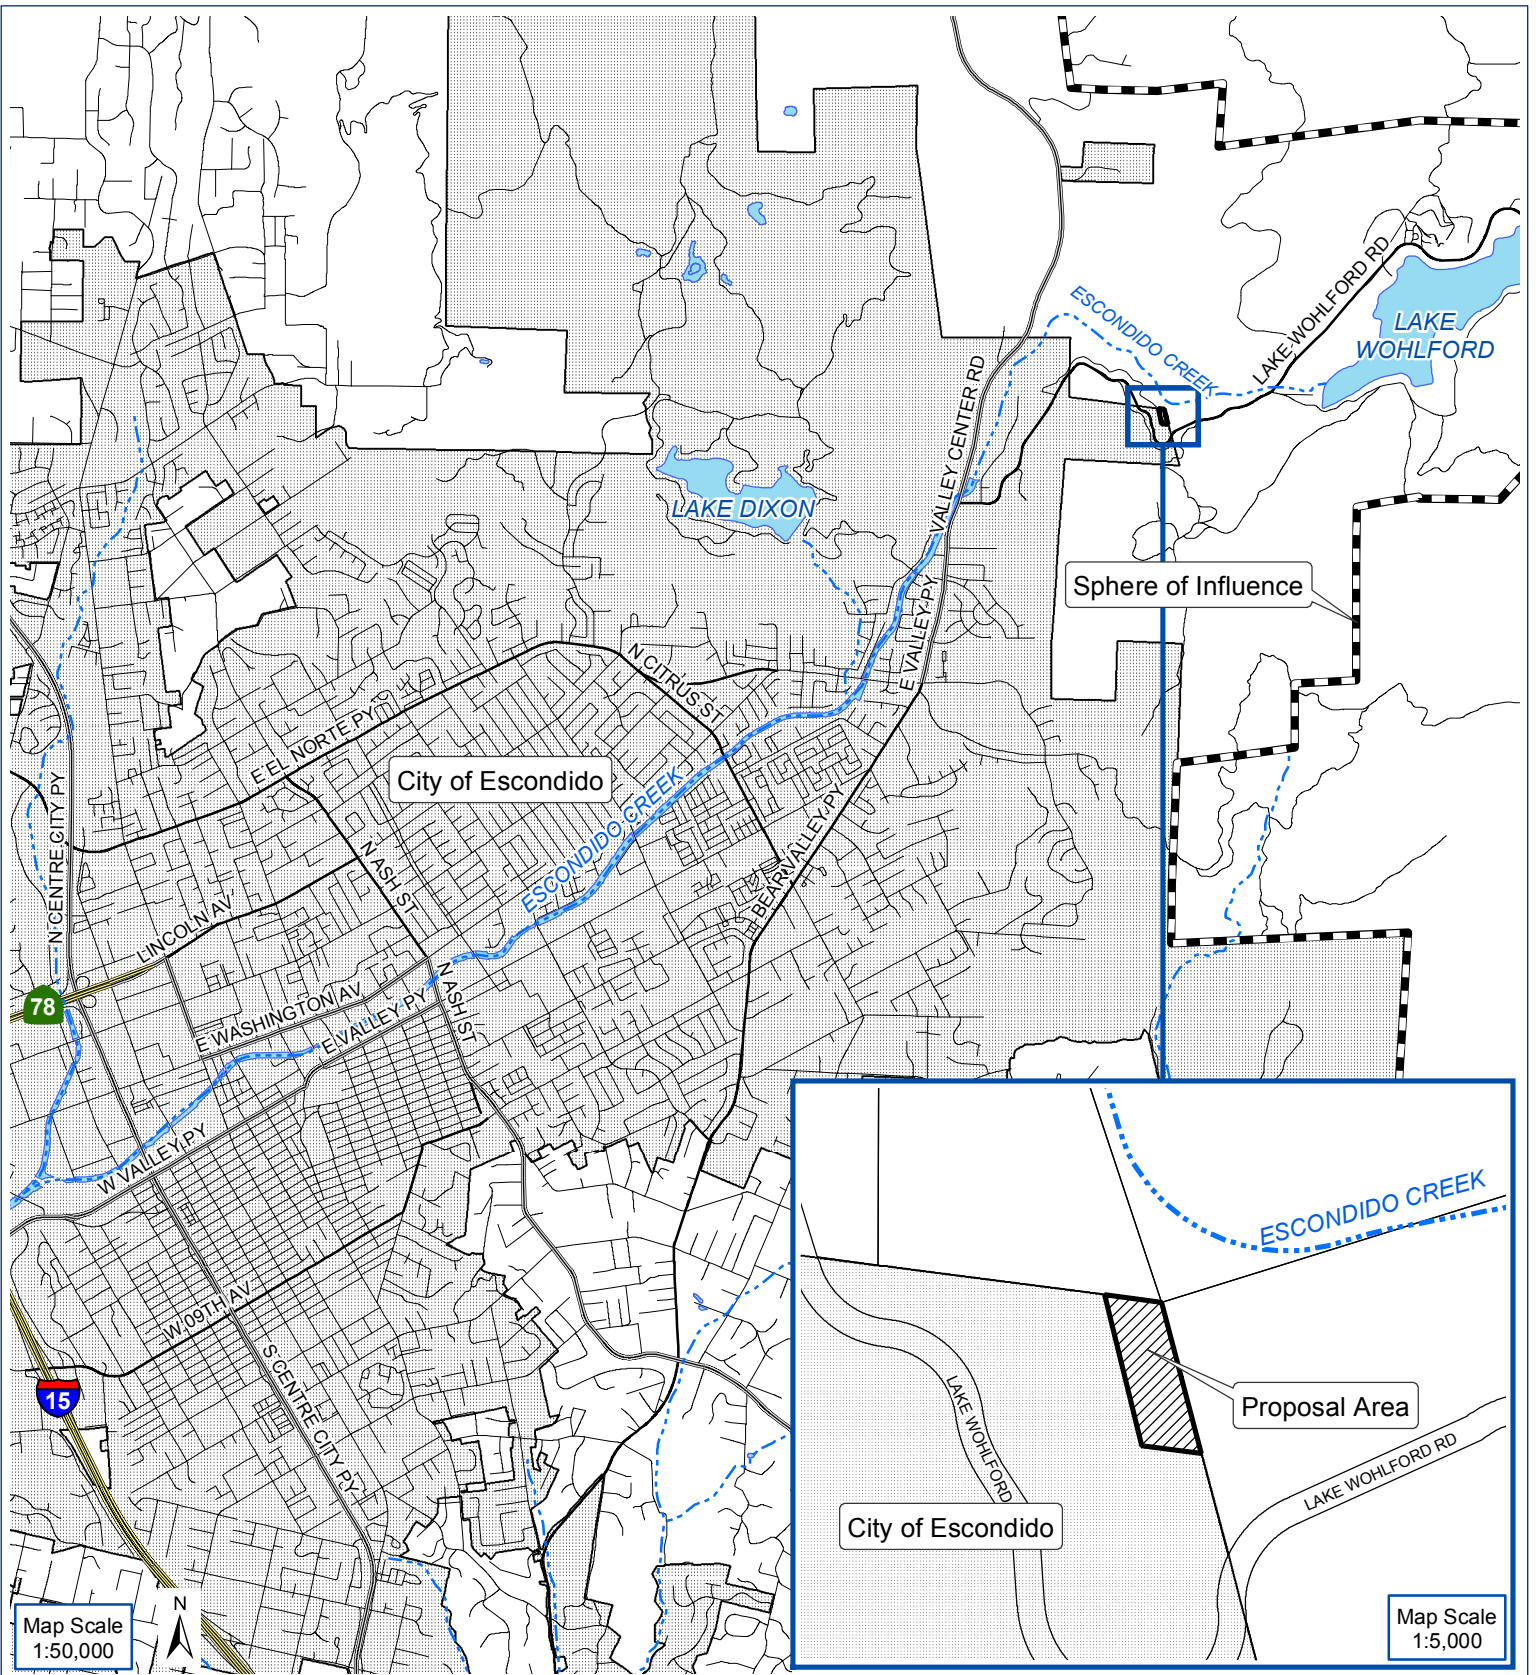 ESCONDIDO CREEK
LAKE WOHLFORD RD
LAKE
WOHLFORD
VALLEY CENTER RD
LAKE DIXON
Sphere of Influence
E VALLEY PY
N CITRUS ST
E EL NORTE PY
City of Escondido
ESCONDIDO CREEK
N CENTRE CITY PY
N ASH ST
BEAR VALLEY PY
LINCOLN AV
78
E WASHINGTON AV
N ASH ST
E VALLEY PY
W VALLEY PY
ESCONDIDO CREEK
W 09TH AV
S CENTRE CITY PY
15
Proposal Area
LAKE WOHLFORD
LAKE WOHLFORD RD
City of Escondido
N
Map Scale
1:50,000
Map Scale
1:5,000